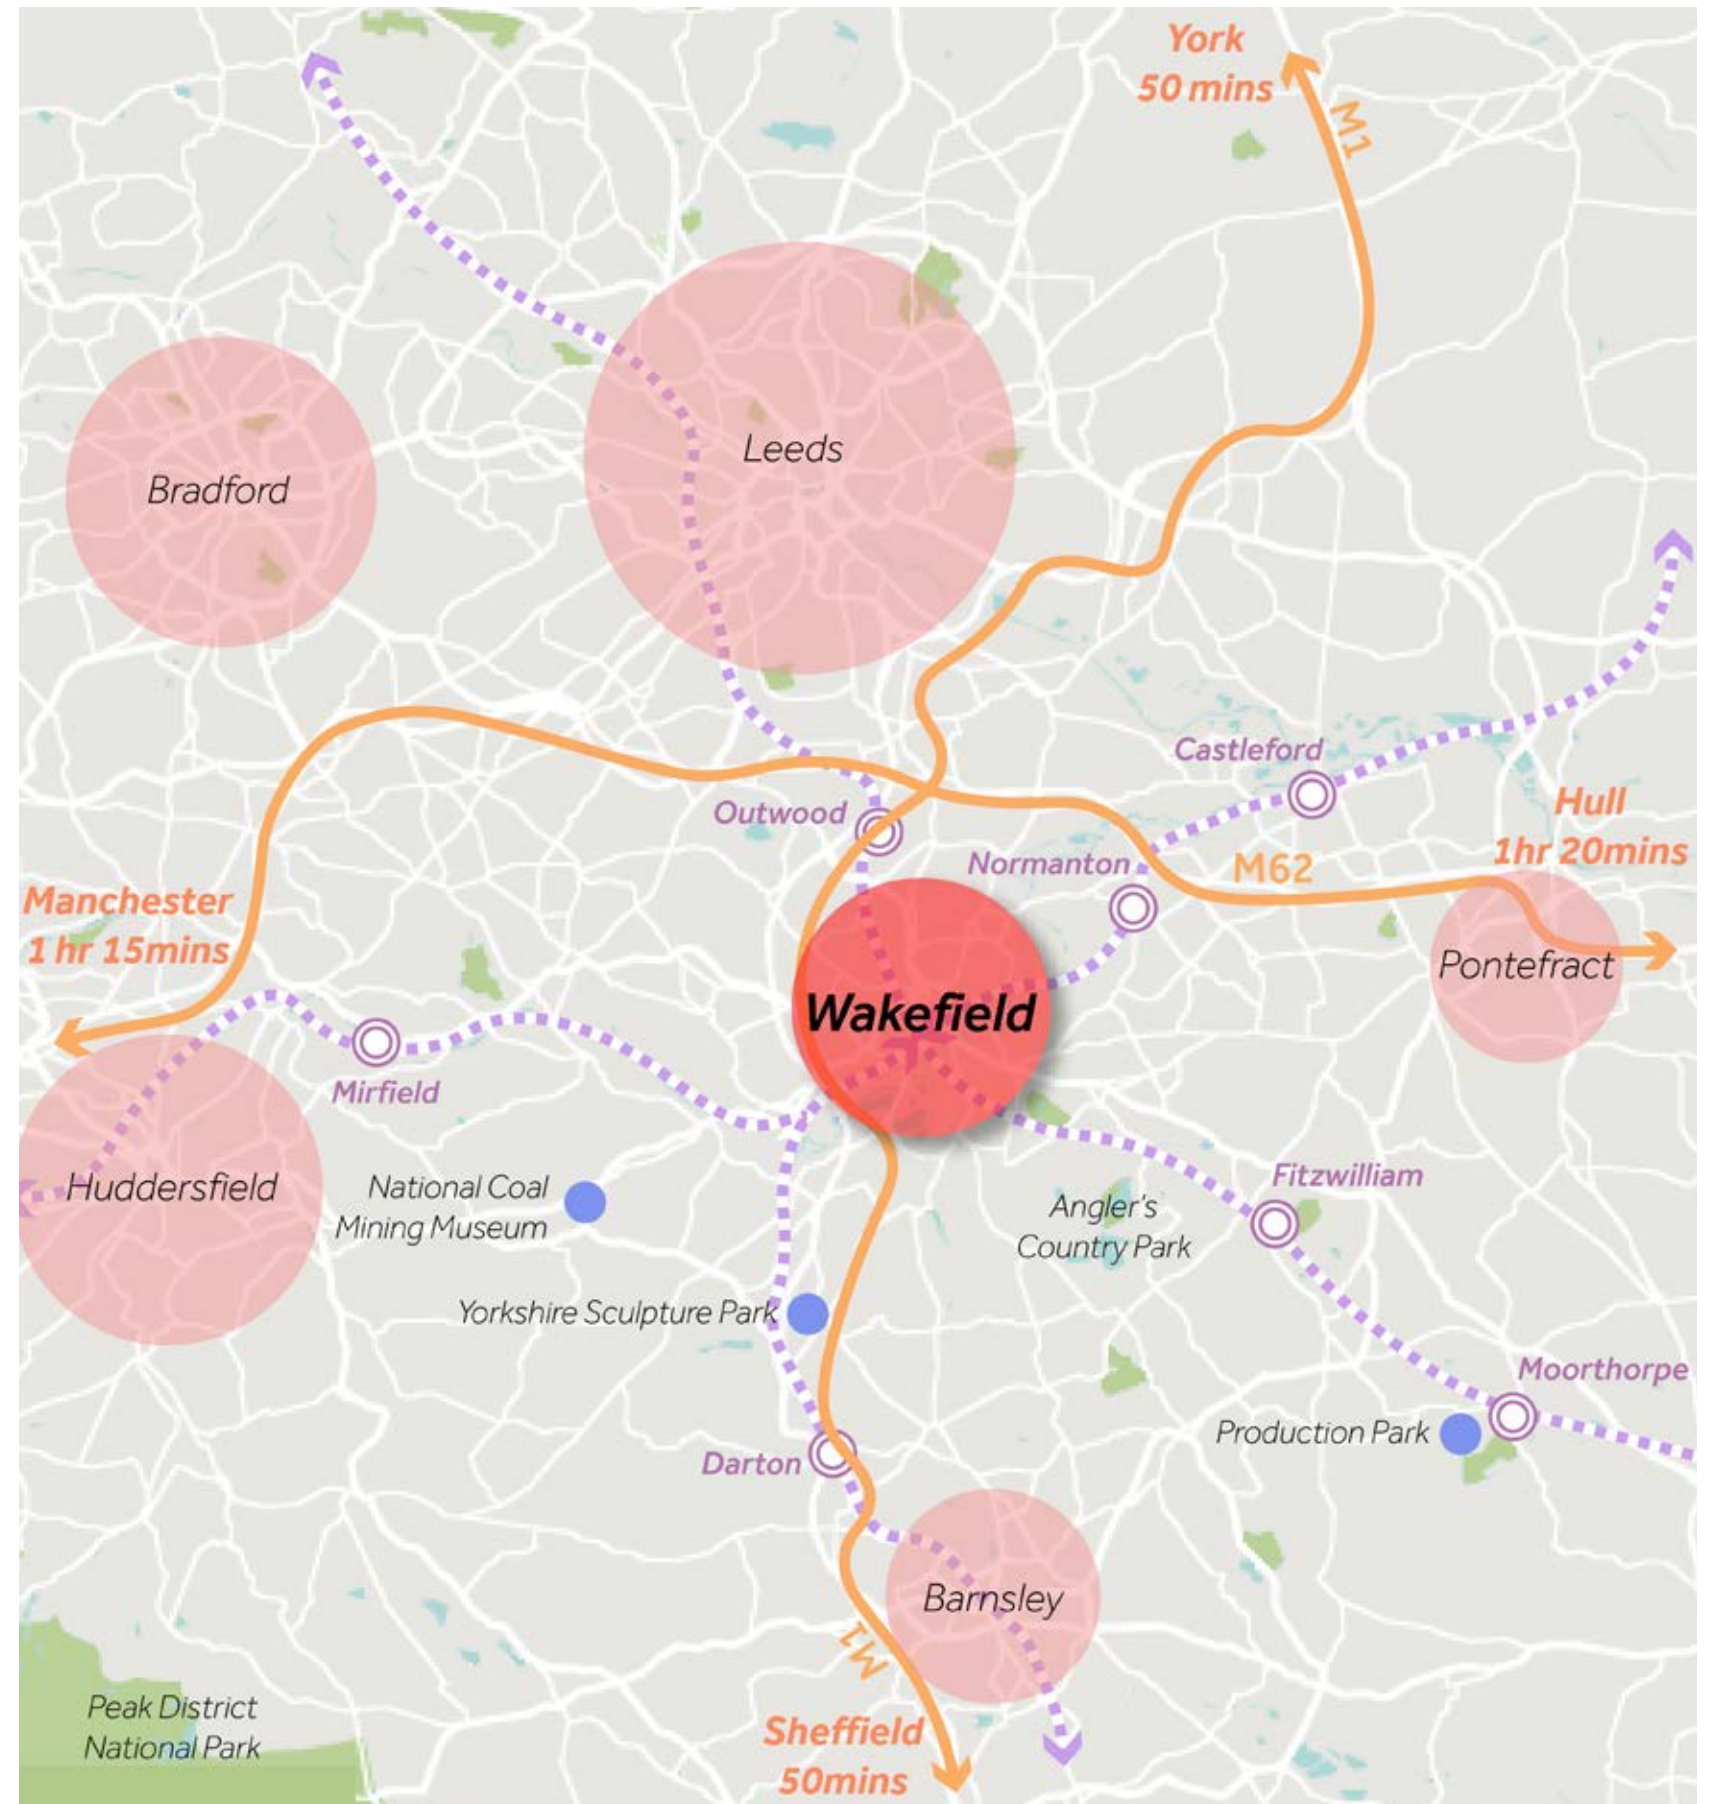 York
50 mins
M1
Leeds
Bradford
Castleford
Hull
1hr 20mins
Outwood
Normanton
M62
Manchester
1 hr 15mins
Pontefract
Wakefield
Mirfield
Huddersfield
National Coal
Mining Museum
Fitzwilliam
Angler's
Country Park
Yorkshire Sculpture Park
Moorthorpe
Production Park
Darton
Barnsley
M1
Peak District
National Park
Sheffield
50mins